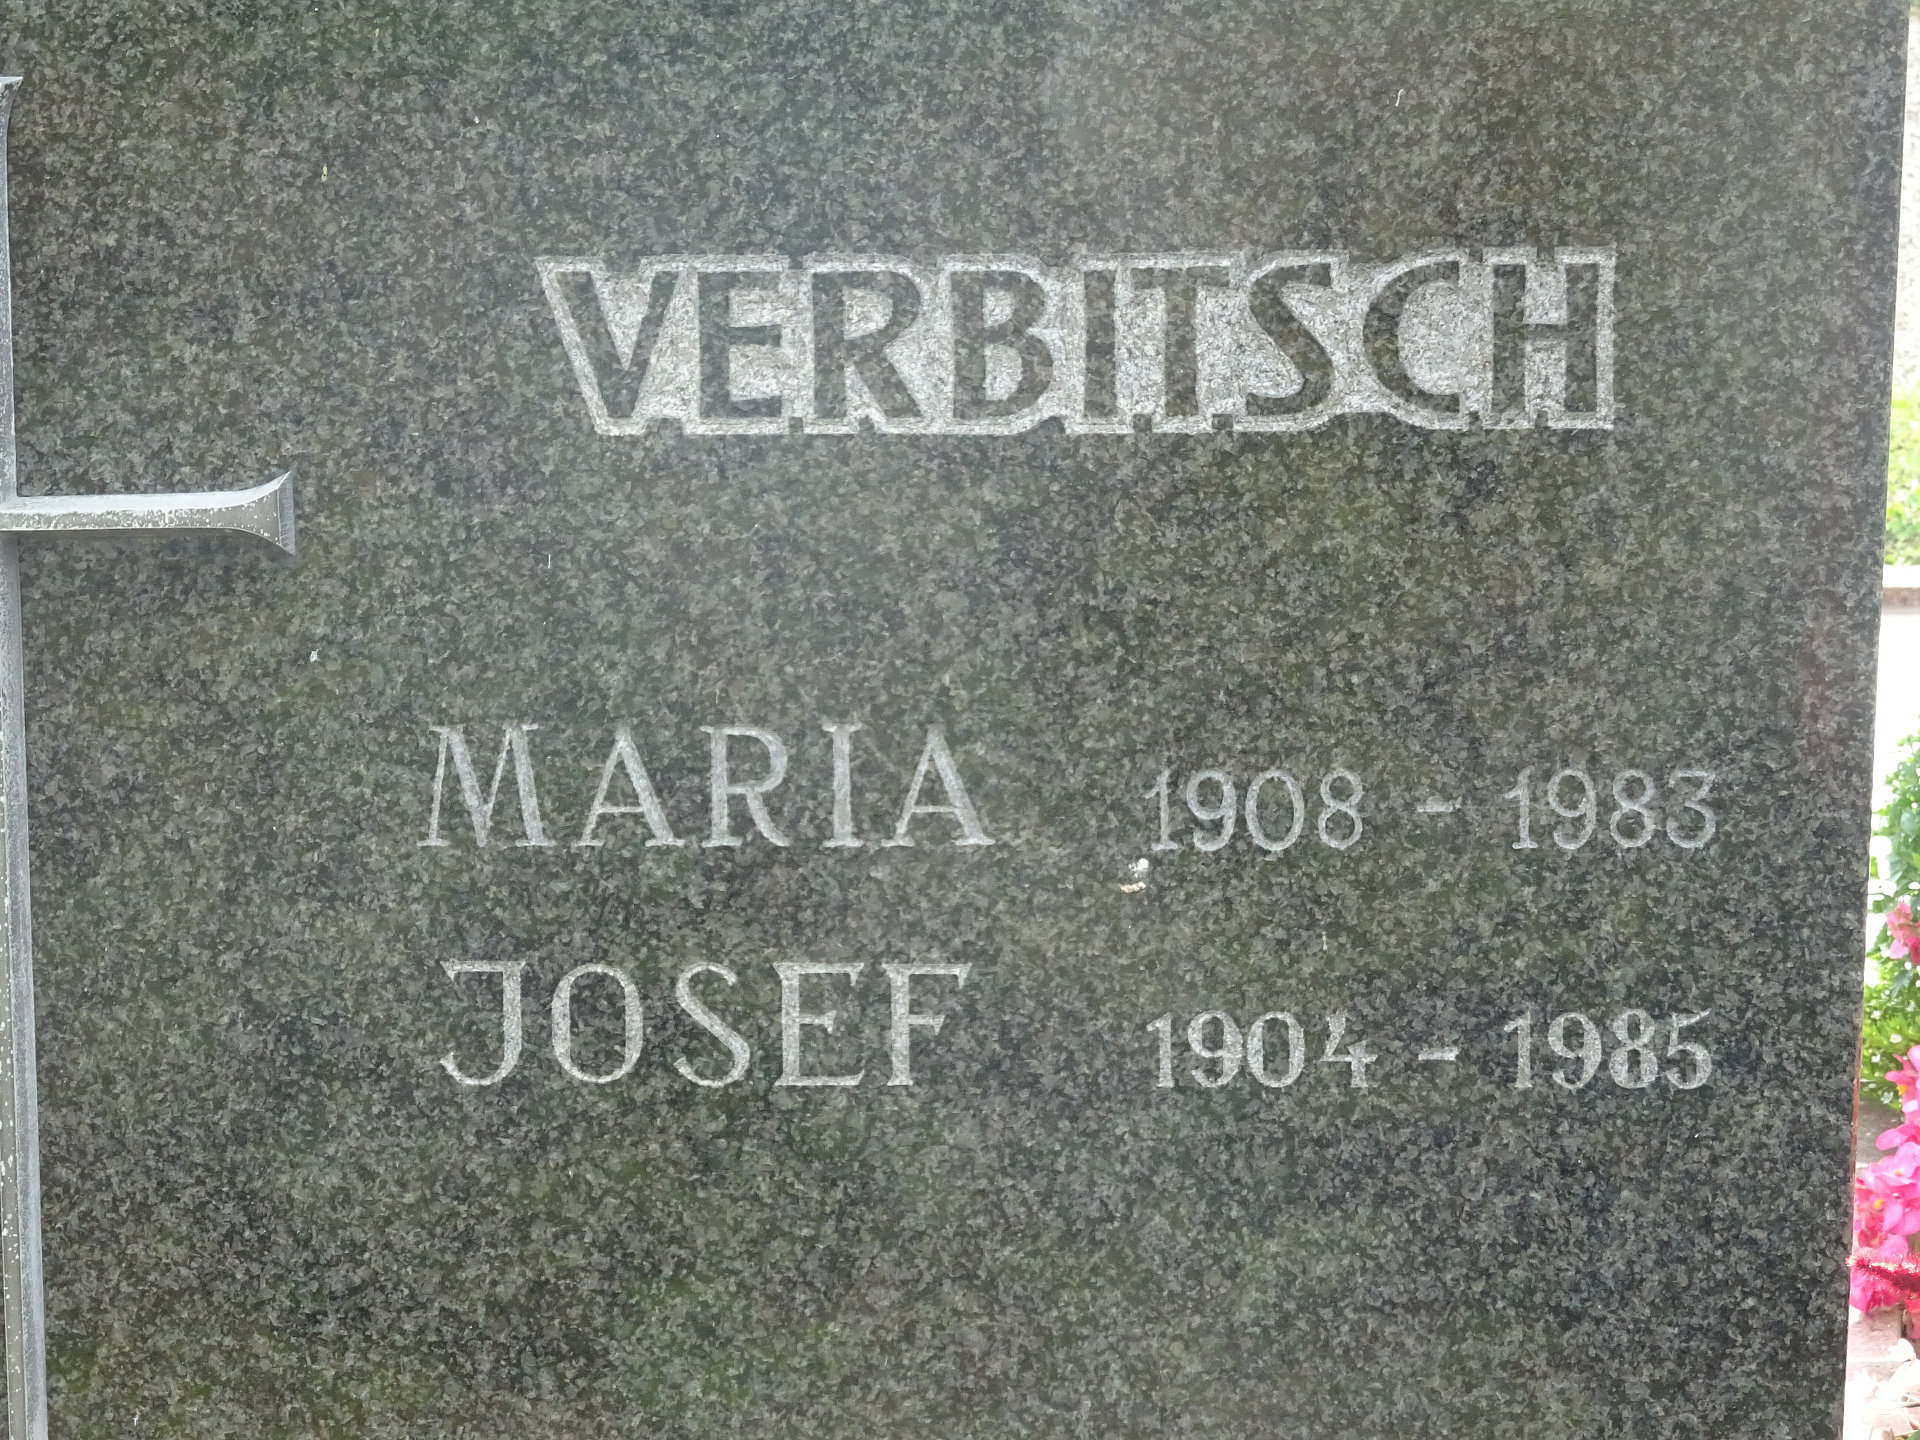 VERBITSCH
MARIA 1908 - 1983
JOSEF 1904 - 1985